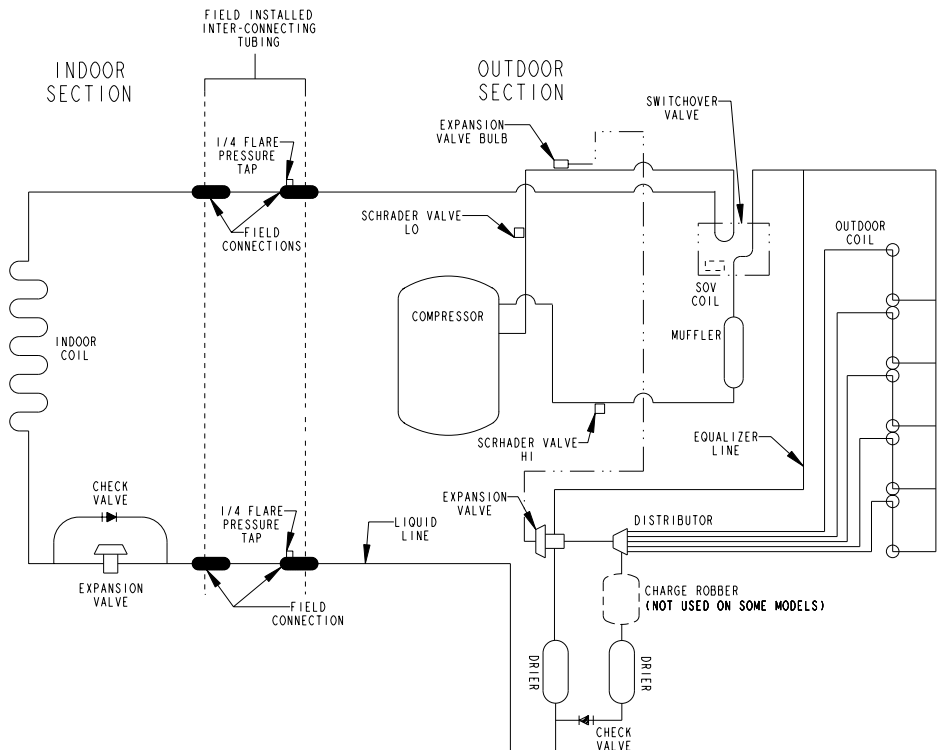 FIELD INSTALLED
INTER-CONNECTING
TUBING
INDOOR
SECTION
OUTDOOR
SECTION
SWITCHOVER
VALVE
EXPANSION
VALVE BULB
1/4 FLARE
PRESSURE
TAP
SCHRADER VALVE
LO
FIELD
CONNECTIONS
OUTDOOR
COIL
SOV
COIL
COMPRESSOR
MUFFLER
INDOOR
COIL
SCRHADER VALVE
HI
EQUALIZER
LINE
CHECK
VALVE
1/4 FLARE
PRESSURE
TAP
LIQUID
LINE
EXPANSION
VALVE
DISTRIBUTOR
EXPANSION
VALVE
FIELD
CONNECTION
CHARGE ROBBER
(NOT USED ON SOME MODELS)
DRIER
DRIER
CHECK
VALVE